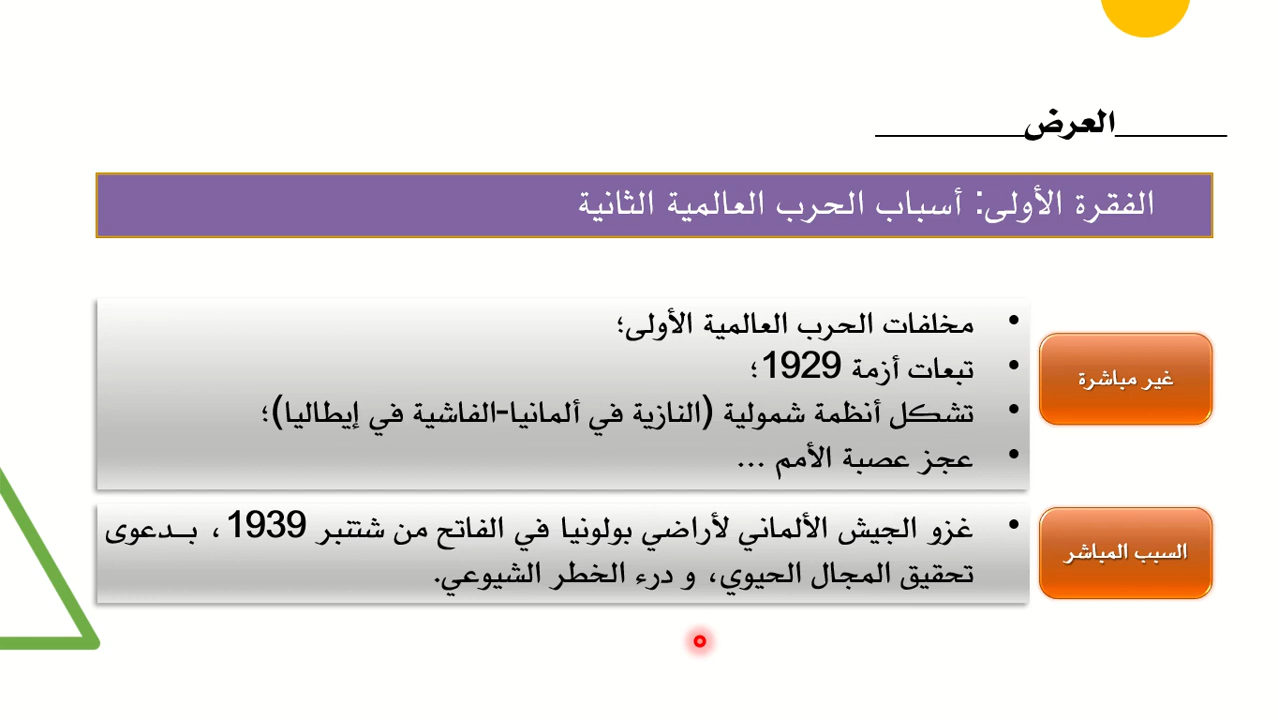 العرض
الفقرة الأولى: أسباب الحرب العالمية الثانية
غير مباشرة
• مخلفات الحرب العالمية الأولى؛
• تبعات أزمة 1929؛
• تشكل أنظمة شمولية (النازية في ألمانيا-الفاشية في إيطاليا)؛
• عجز عصبة الأمم ...
السبب المباشر
• غزو الجيش الألماني لأراضي بولونيا في الفاتح من شتنبر 1939، بــدعوى
تحقيق المجال الحيوي، و درء الخطر الشيوعي.